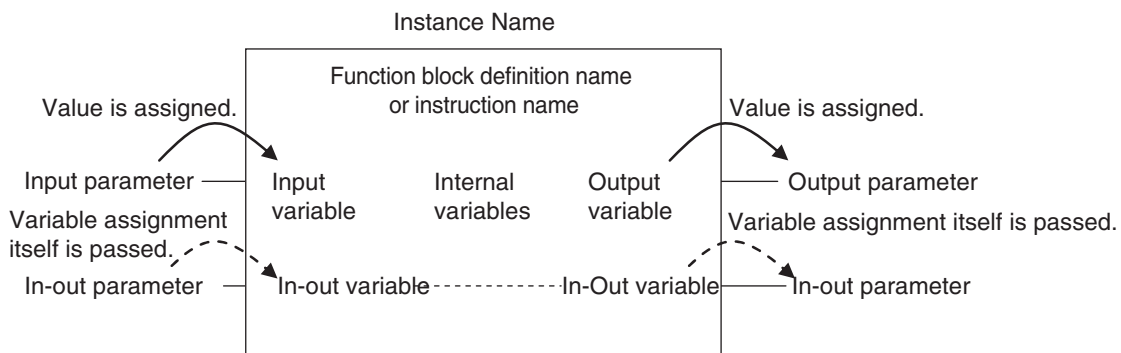 Instance Name
Function block definition name
or instruction name
Value is assigned.
Value is assigned.
Input parameter
Input
variable
Internal
variables
Output
variable
Output parameter
Variable assignment
itself is passed.
Variable assignment itself is passed.
In-out parameter
In-out variable
In-Out variable
In-out parameter